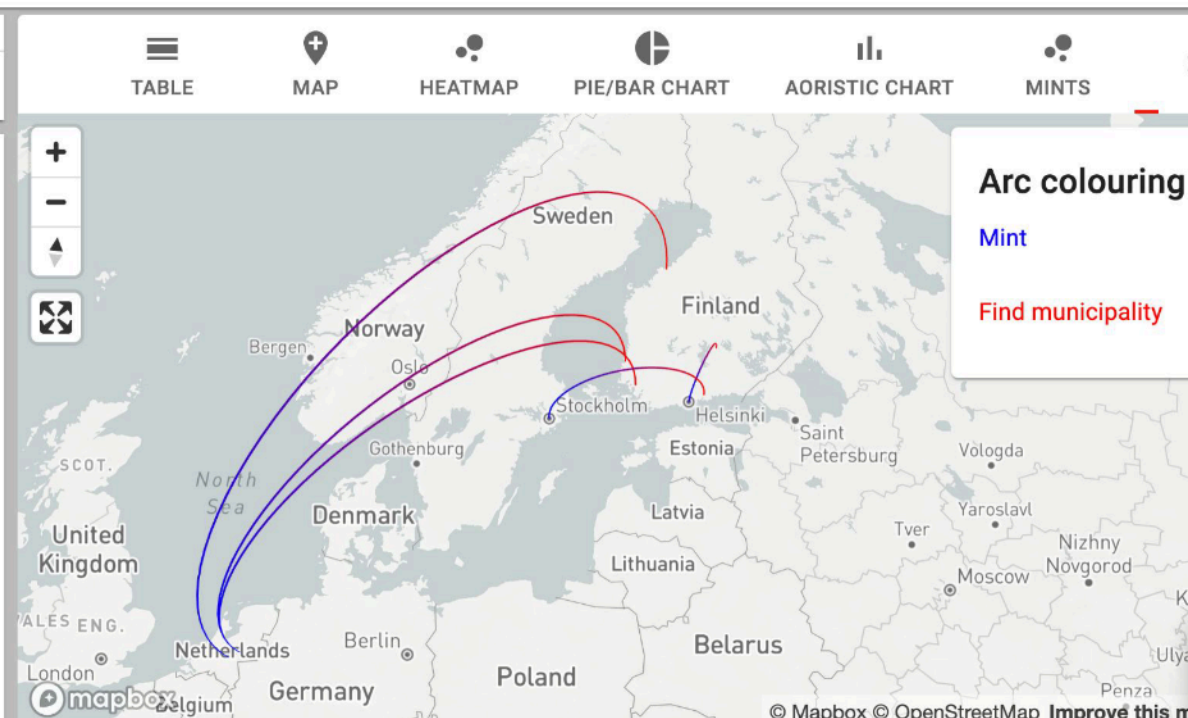 TABLE
MAP
HEATMAP
PIE/BAR CHART
AORISTIC CHART
MINTS
Arc colouring
Mint
Find municipality
Sweden
Finland
Norway
Bergen
Oslo
Stockholm
Helsinki
Gothenburg
Estonia
Saint
Petersburg
Vologda
SCOT.
North
Sea
Denmark
Latvia
Yaroslavl
Tver
United
Kingdom
Lithuania
Nizhny
Novgorod
Moscow
ALES ENG.
Netherlands
Berlin
Belarus
London
Poland
Germany
Belgium
Penza
mapbox
© Mapbox © OpenStreetMap Improve this m